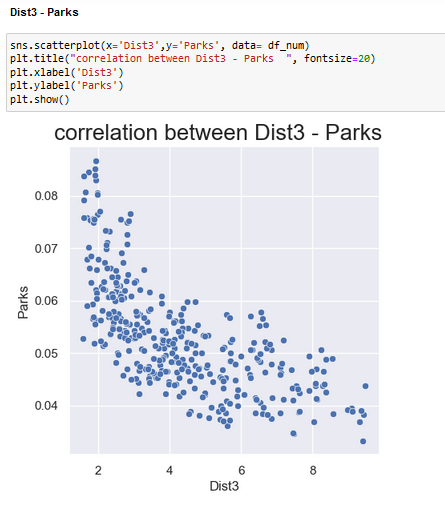 Dist3 - Parks
sns.scatterplot(x='Dist3',y='Parks', data= df_num)
plt.title("correlation between Dist3 - Parks  ", fontsize=20)
plt.xlabel('Dist3')
plt.ylabel('Parks')
plt.show()
correlation between Dist3 - Parks
0.08
0.07
0.06
0.05
0.04
Parks
2 4 6 8
Dist3